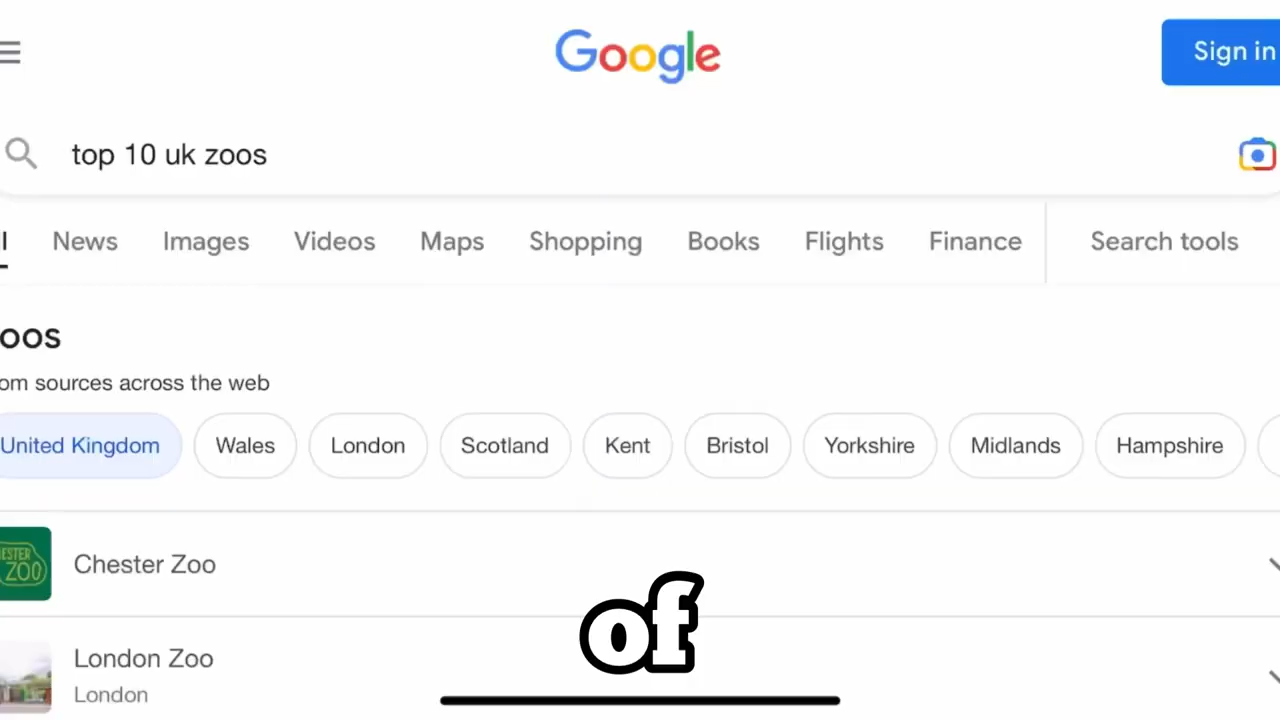 Google
Sign in
top 10 uk zoos
News Images Videos Maps Shopping Books Flights Finance Search tools
oos
om sources across the web
United Kingdom Wales London Scotland Kent Bristol Yorkshire Midlands Hampshire
ESTER
ZOO
Chester Zoo
London Zoo
London
of